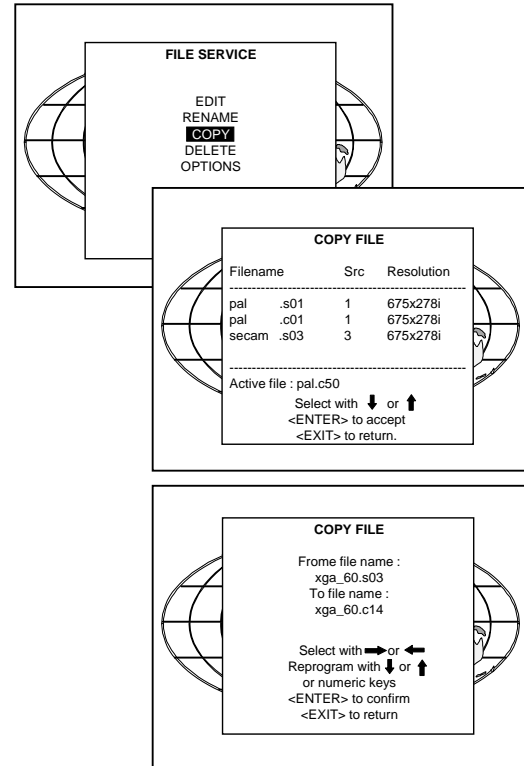 FILE SERVICE
EDIT
RENAME
COPY
DELETE
OPTIONS
COPY FILE
Filename Src Resolution
pal .s01 1 675x278i
pal .c01 1 675x278i
secam .s03 3 675x278i
Active file : pal.c50
Select with ⬇ or ⬆
<ENTER> to accept
<EXIT> to return.
COPY FILE
Frome file name :
xga_60.s03
To file name :
xga_60.c14
Select with ➡ or ⬅
Reprogram with ⬇ or ⬆
or numeric keys
<ENTER> to confirm
<EXIT> to return